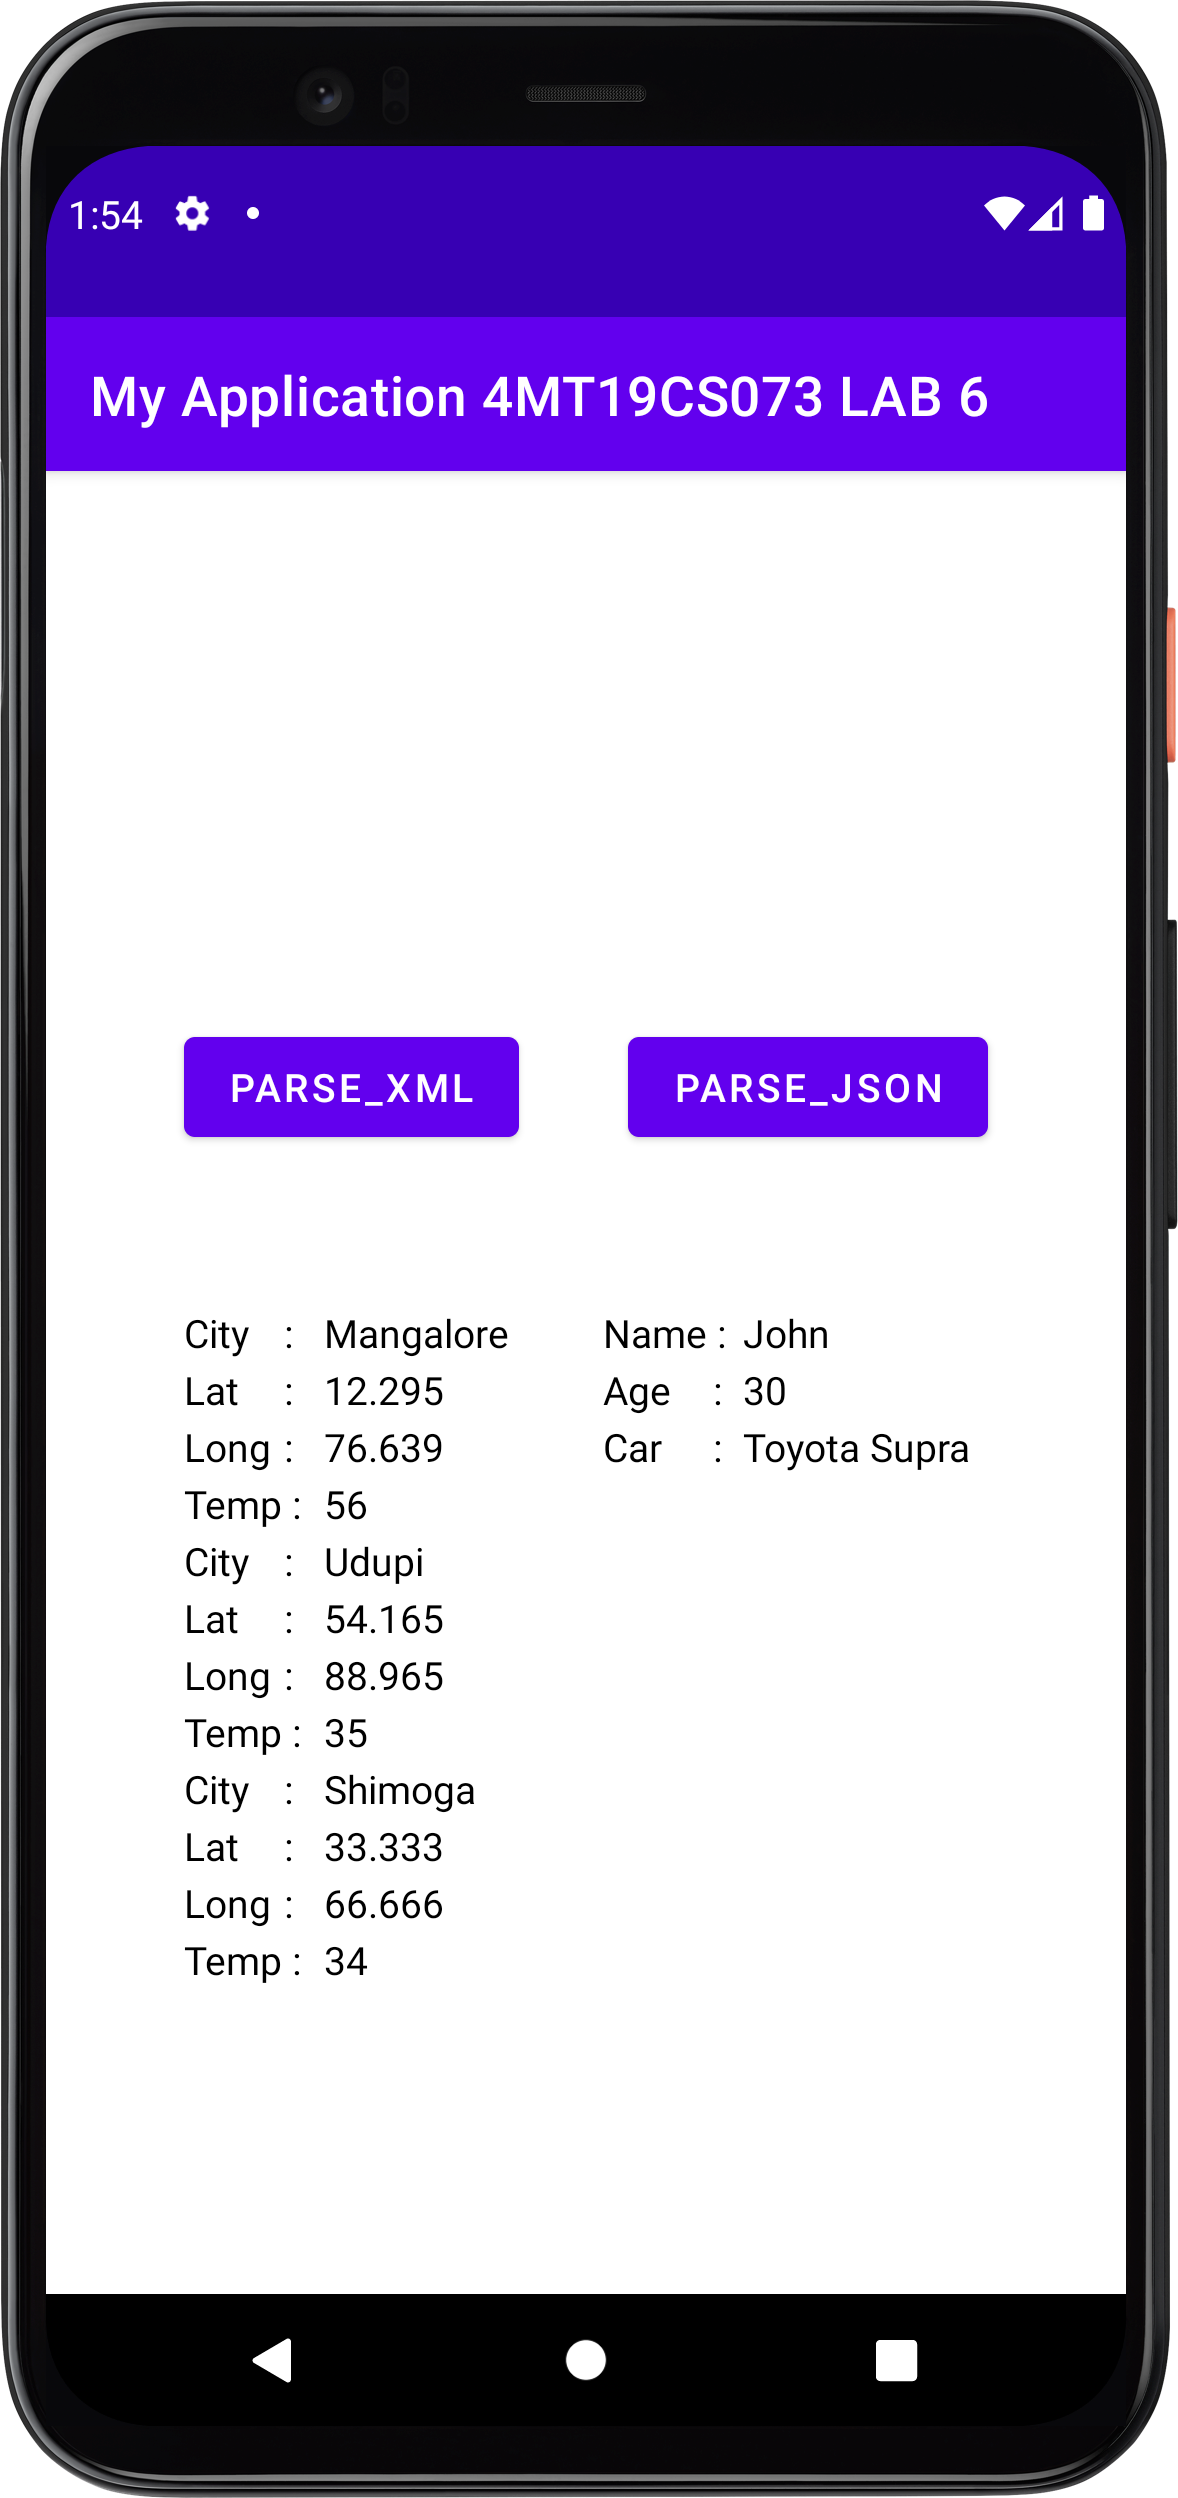 1:54
My Application 4MT19CS073 LAB 6
PARSE_XML
PARSE_JSON
City : Mangalore
Lat : 12.295
Long : 76.639
Temp : 56
City : Udupi
Lat : 54.165
Long : 88.965
Temp : 35
City : Shimoga
Lat : 33.333
Long : 66.666
Temp : 34
Name : John
Age : 30
Car : Toyota Supra